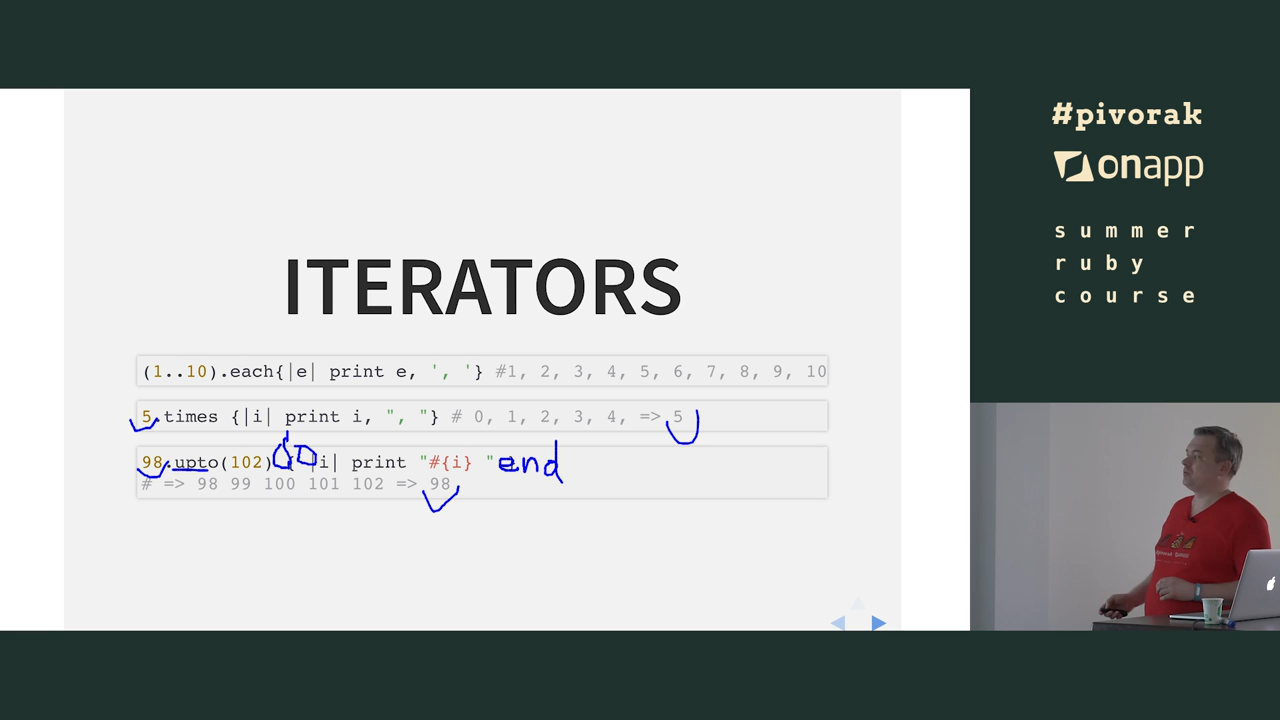 #pivorak
onapp
summer
ruby
course
ITERATORS
(1..10).each{|e| print e, ', '} #1, 2, 3, 4, 5, 6, 7, 8, 9, 10
5.times {|i| print i, ", "} # 0, 1, 2, 3, 4, => 5
do
98.upto(102) { |i| print "#{i} " end
# => 98 99 100 101 102 => 98